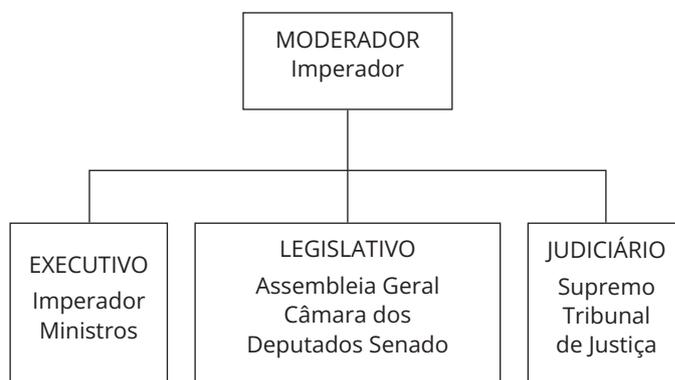 MODERADOR
Imperador
EXECUTIVO
Imperador
Ministros
LEGISLATIVO
Assembleia Geral
Câmara dos
Deputados Senado
JUDICIÁRIO
Supremo
Tribunal
de Justiça